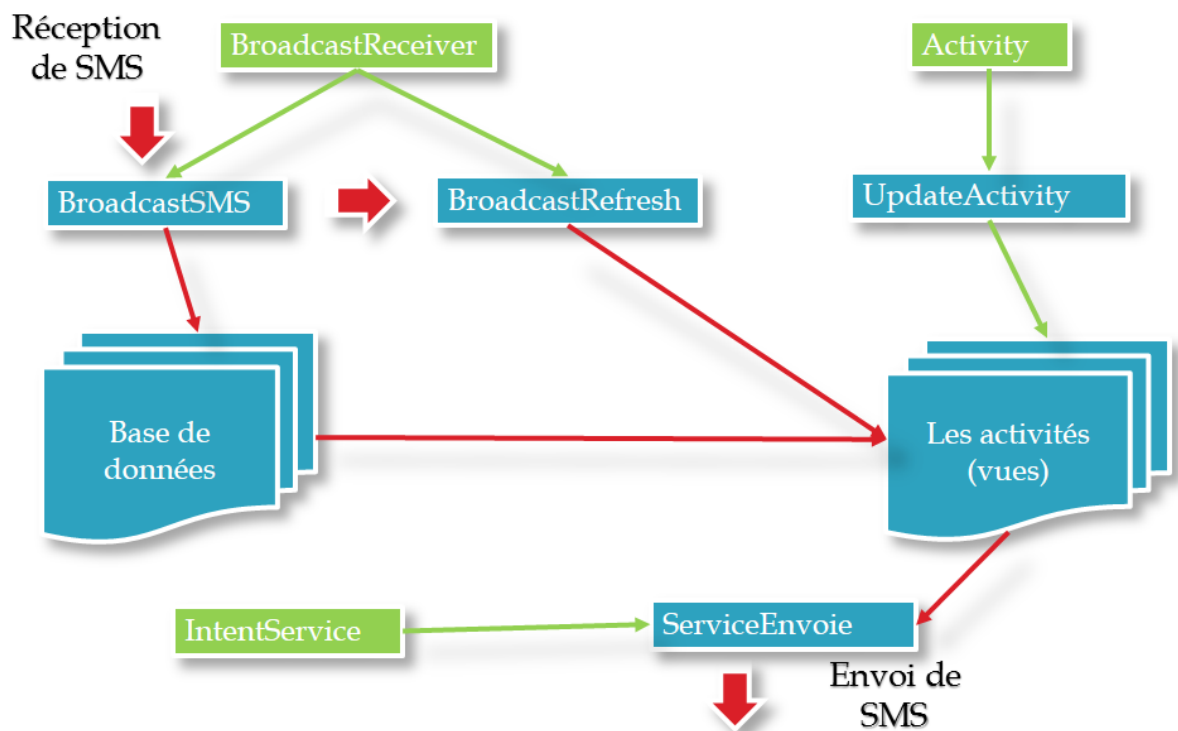 Réception
de SMS
BroadcastReceiver
Activity
BroadcastSMS
BroadcastRefresh
UpdateActivity
Base de
données
Les activités
(vues)
IntentService
ServiceEnvoie
Envoi de
SMS